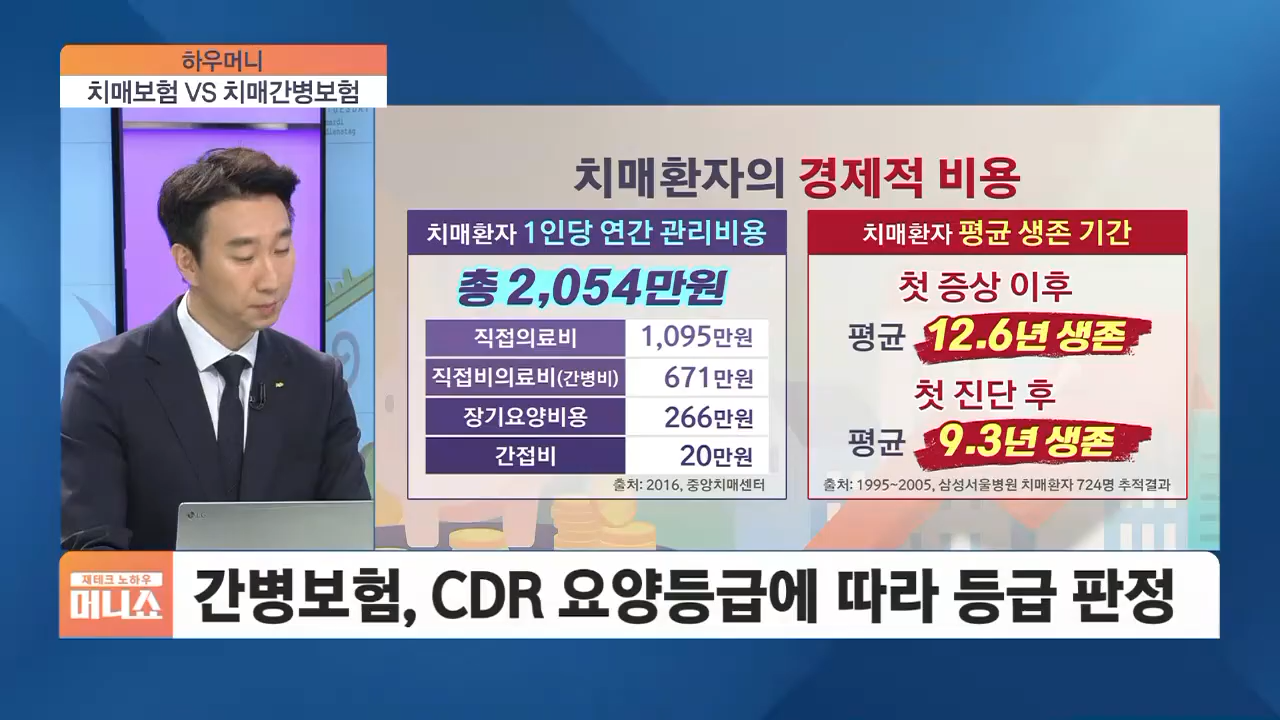 하우머니
치매보험 VS 치매간병보험
mardi
dienstag
치매환자의 경제적 비용
치매환자 1인당 연간 관리비용
총 2,054만원
직접의료비 1,095만원
직접비의료비(간병비) 671만원
장기요양비용 266만원
간접비 20만원
출처: 2016, 중앙치매센터
치매환자 평균 생존 기간
첫 증상 이후
평균 12.6년 생존
첫 진단 후
평균 9.3년 생존
출처: 1995~2005, 삼성서울병원 치매환자 724명 추적결과
LG
재테크 노하우
머니쇼
간병보험, CDR 요양등급에 따라 등급 판정